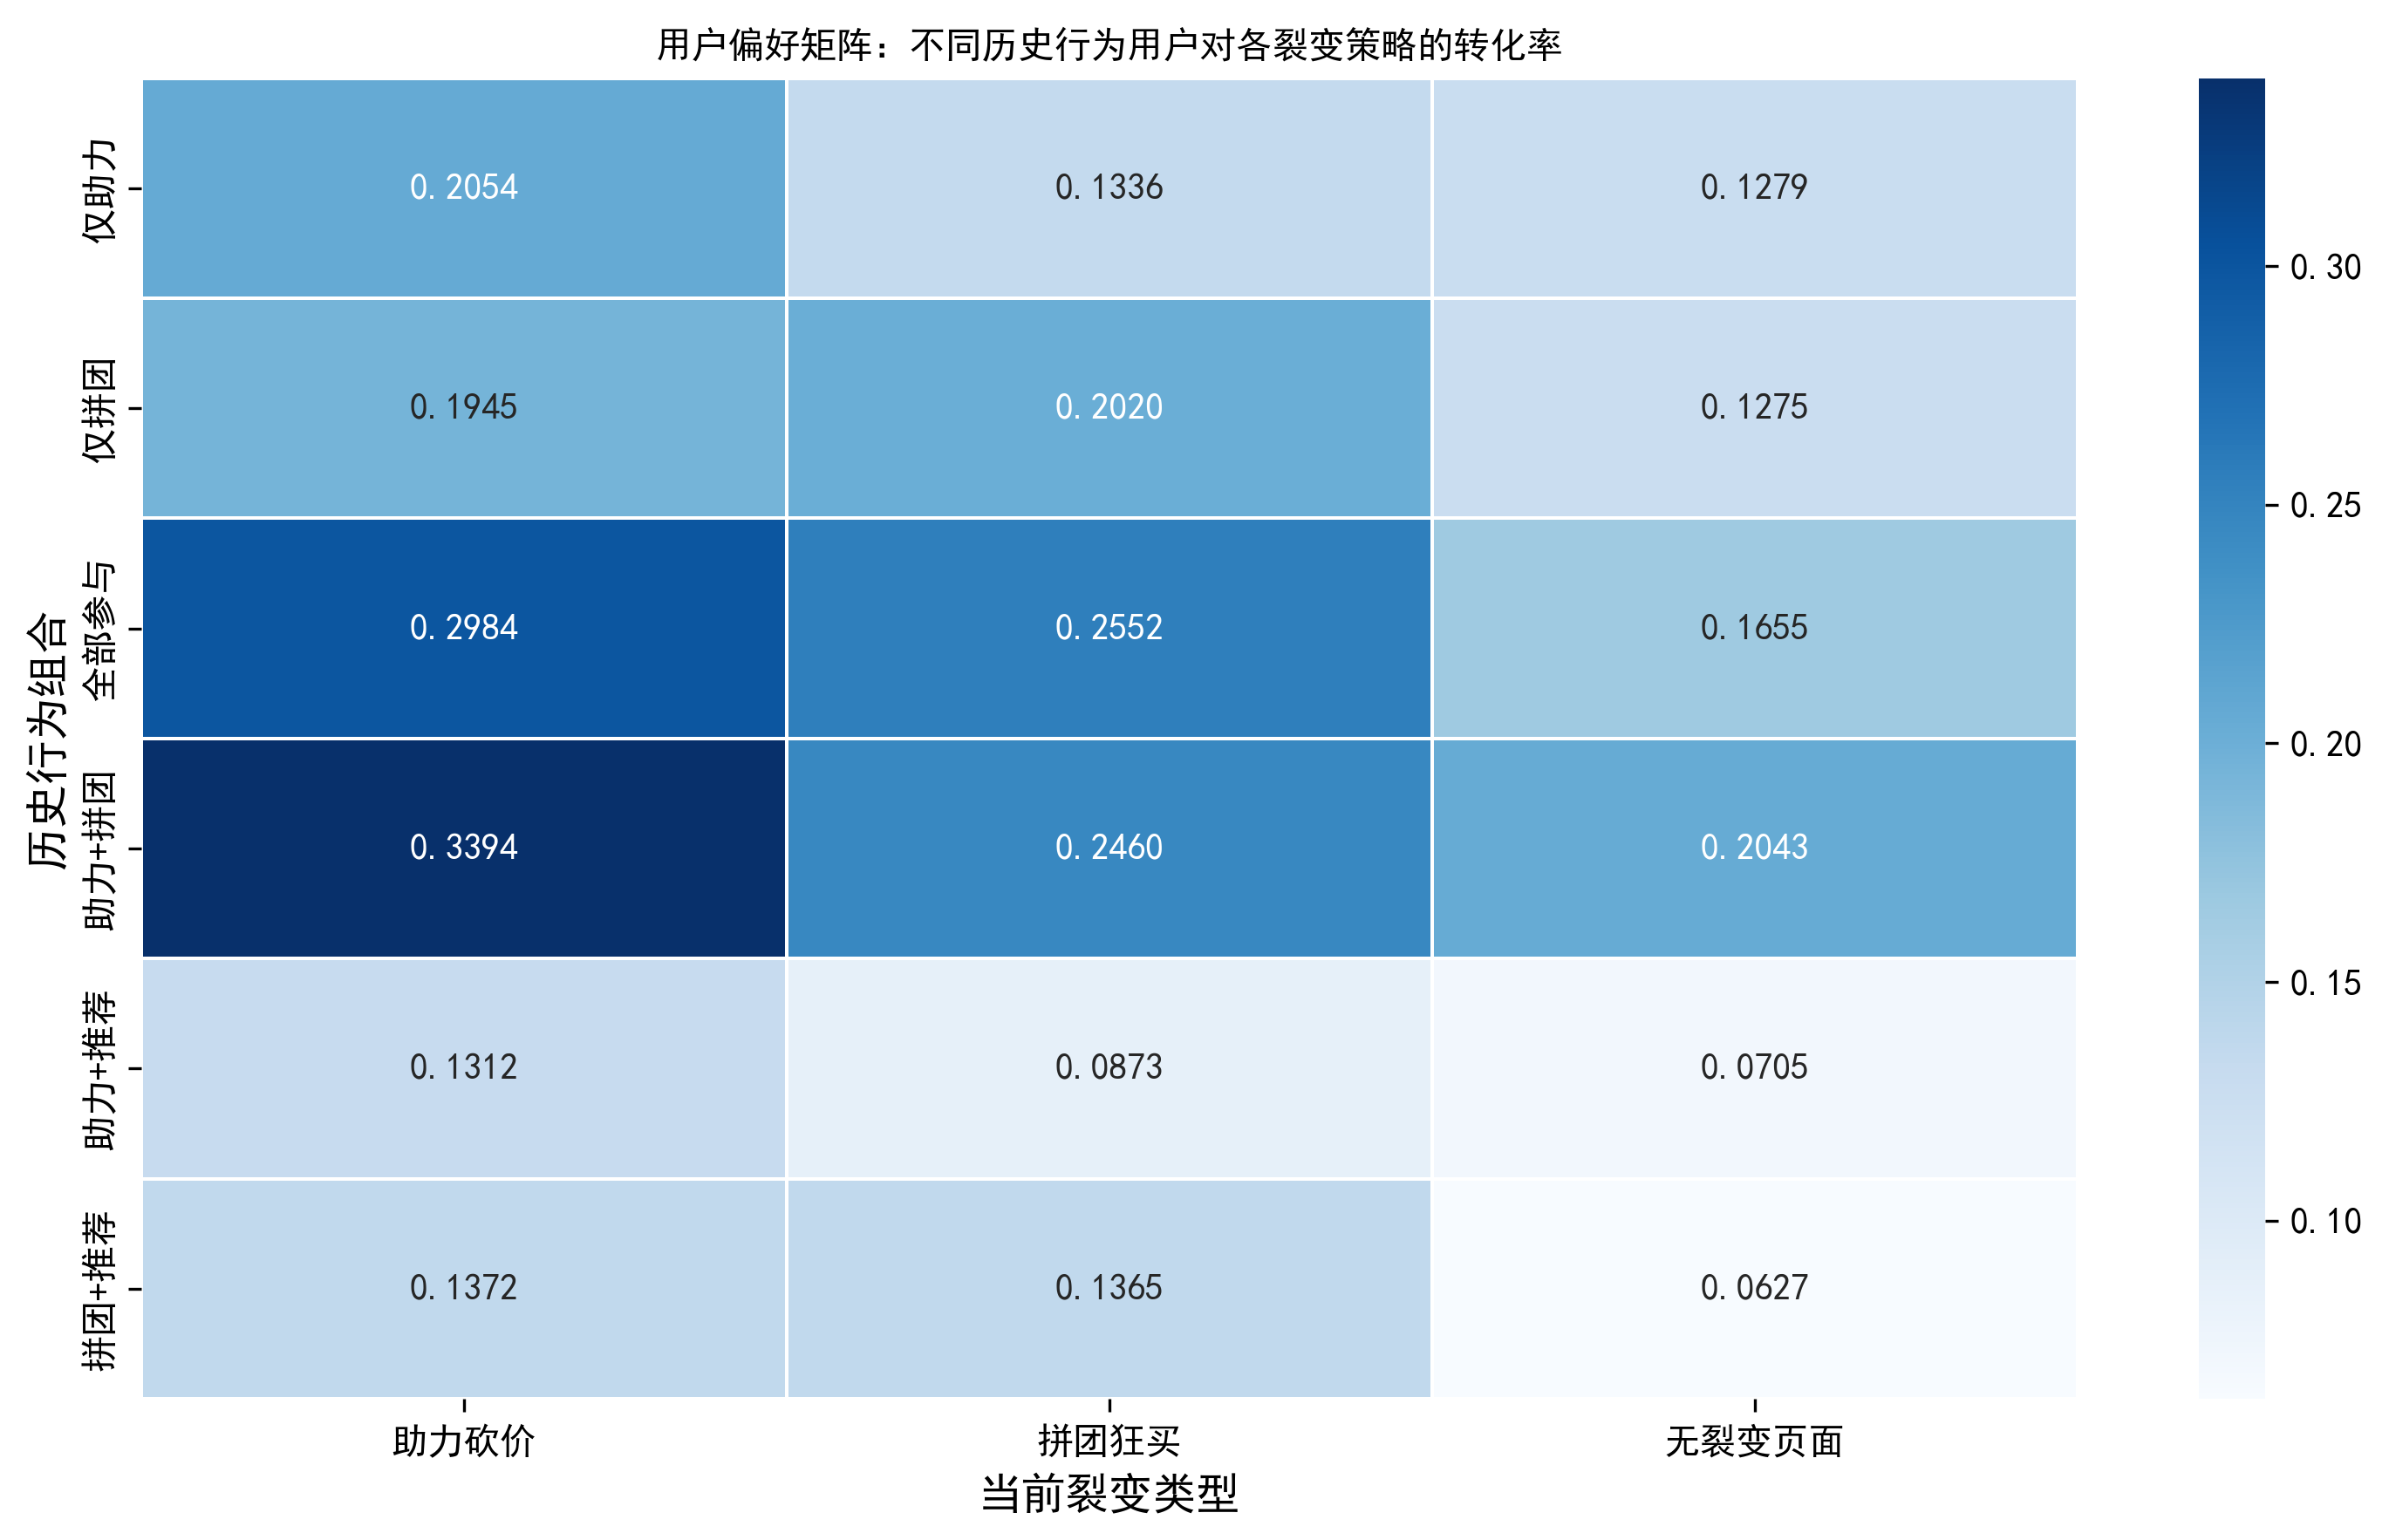 用户偏好矩阵：不同历史行为用户对各裂变策略的转化率
历史行为组合
仅助力
0.2054 0.1336 0.1279
仅拼团
0.1945 0.2020 0.1275
全部参与
0.2984 0.2552 0.1655
助力+拼团
0.3394 0.2460 0.2043
助力+推荐
0.1312 0.0873 0.0705
拼团+推荐
0.1372 0.1365 0.0627
助力砍价 拼团狂买 无裂变页面
当前裂变类型
0.30
0.25
0.20
0.15
0.10